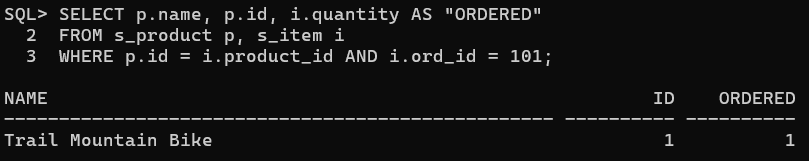 SQL> SELECT p.name, p.id, i.quantity AS "ORDERED"
  2  FROM s_product p, s_item i
  3  WHERE p.id = i.product_id AND i.ord_id = 101;

NAME                                                       ID    ORDERED
-------------------------------------------------- ---------- ----------
Trail Mountain Bike                                         1          1